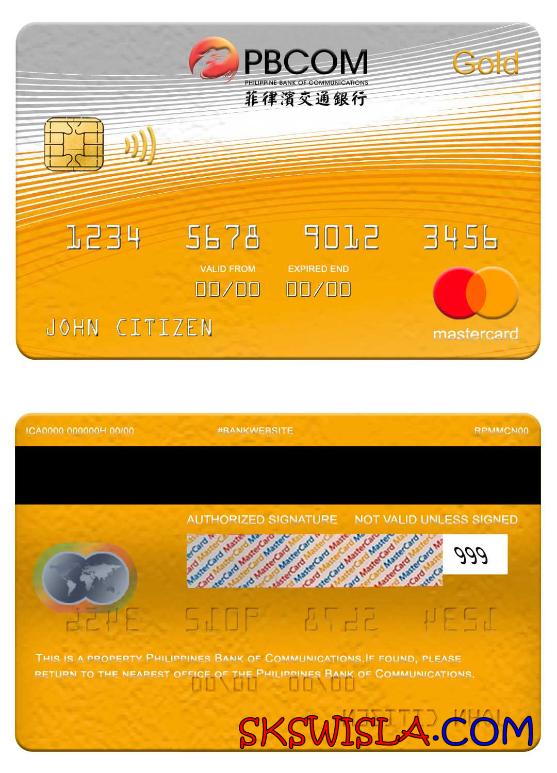 PBCOM
Gold
PHILIPPINE BANK OF COMMUNICATIONS
菲律濱交通銀行
1234 5678 9012 3456
VALID FROM EXPIRED END
00/00 00/00
JOHN CITIZEN
mastercard
ICA0000 000000H 00/00 #BANKWEBSITE RPMMCN00
AUTHORIZED SIGNATURE NOT VALID UNLESS SIGNED
MasterCard MasterCard MasterCard
999
THIS IS A PROPERTY PHILIPPINES BANK OF COMMUNICATIONS.IF FOUND, PLEASE
RETURN TO THE NEAREST OFFICE OF THE PHILIPPINES BANK OF COMMUNICATIONS.
SKSWISLA.COM